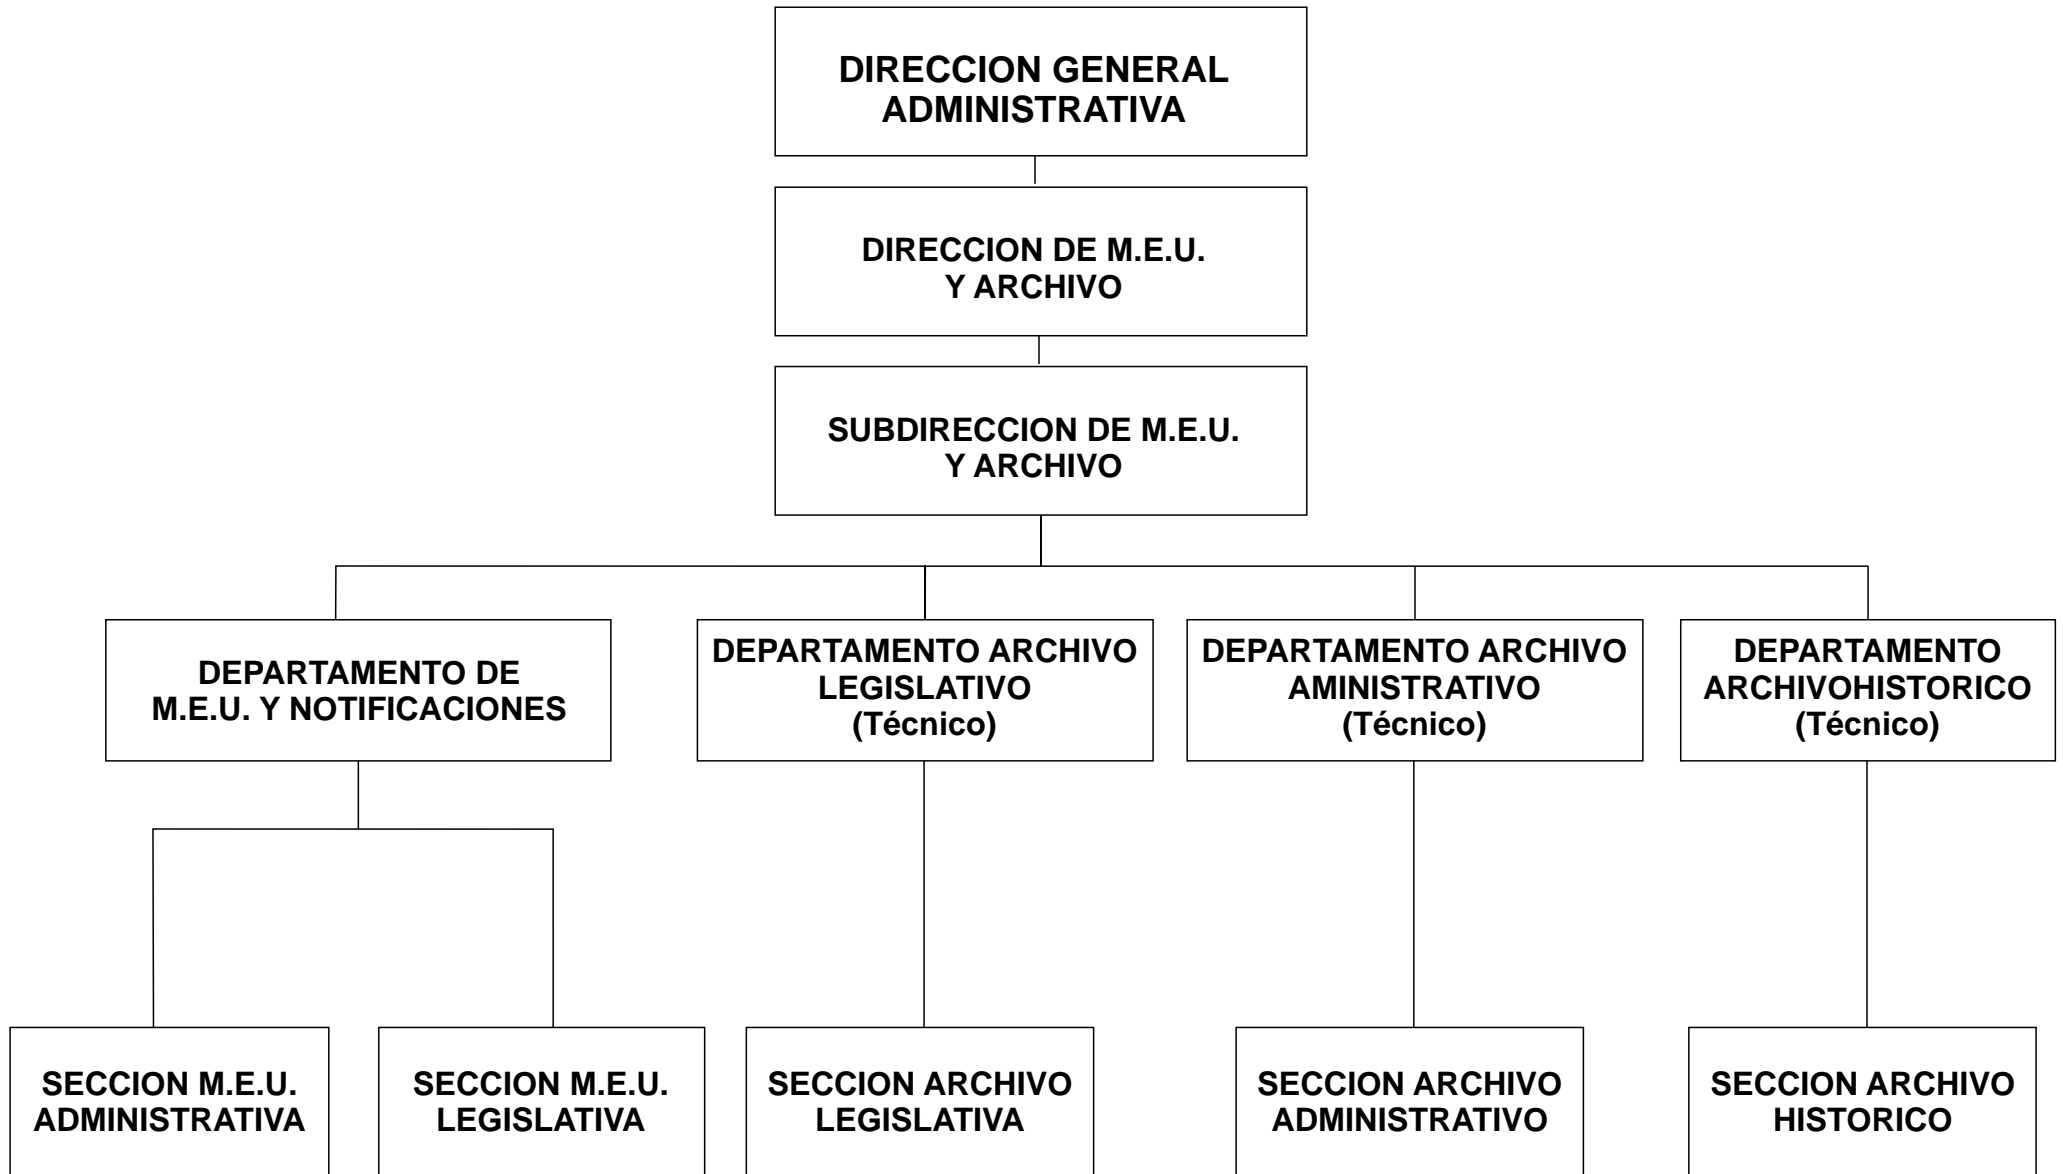 DIRECCION GENERAL
ADMINISTRATIVA
DIRECCION DE M.E.U.
Y ARCHIVO
SUBDIRECCION DE M.E.U.
Y ARCHIVO
DEPARTAMENTO DE
M.E.U. Y NOTIFICACIONES
DEPARTAMENTO ARCHIVO
LEGISLATIVO
(Técnico)
DEPARTAMENTO ARCHIVO
AMINISTRATIVO
(Técnico)
DEPARTAMENTO
ARCHIVOHISTORICO
(Técnico)
SECCION M.E.U.
ADMINISTRATIVA
SECCION M.E.U.
LEGISLATIVA
SECCION ARCHIVO
LEGISLATIVA
SECCION ARCHIVO
ADMINISTRATIVO
SECCION ARCHIVO
HISTORICO